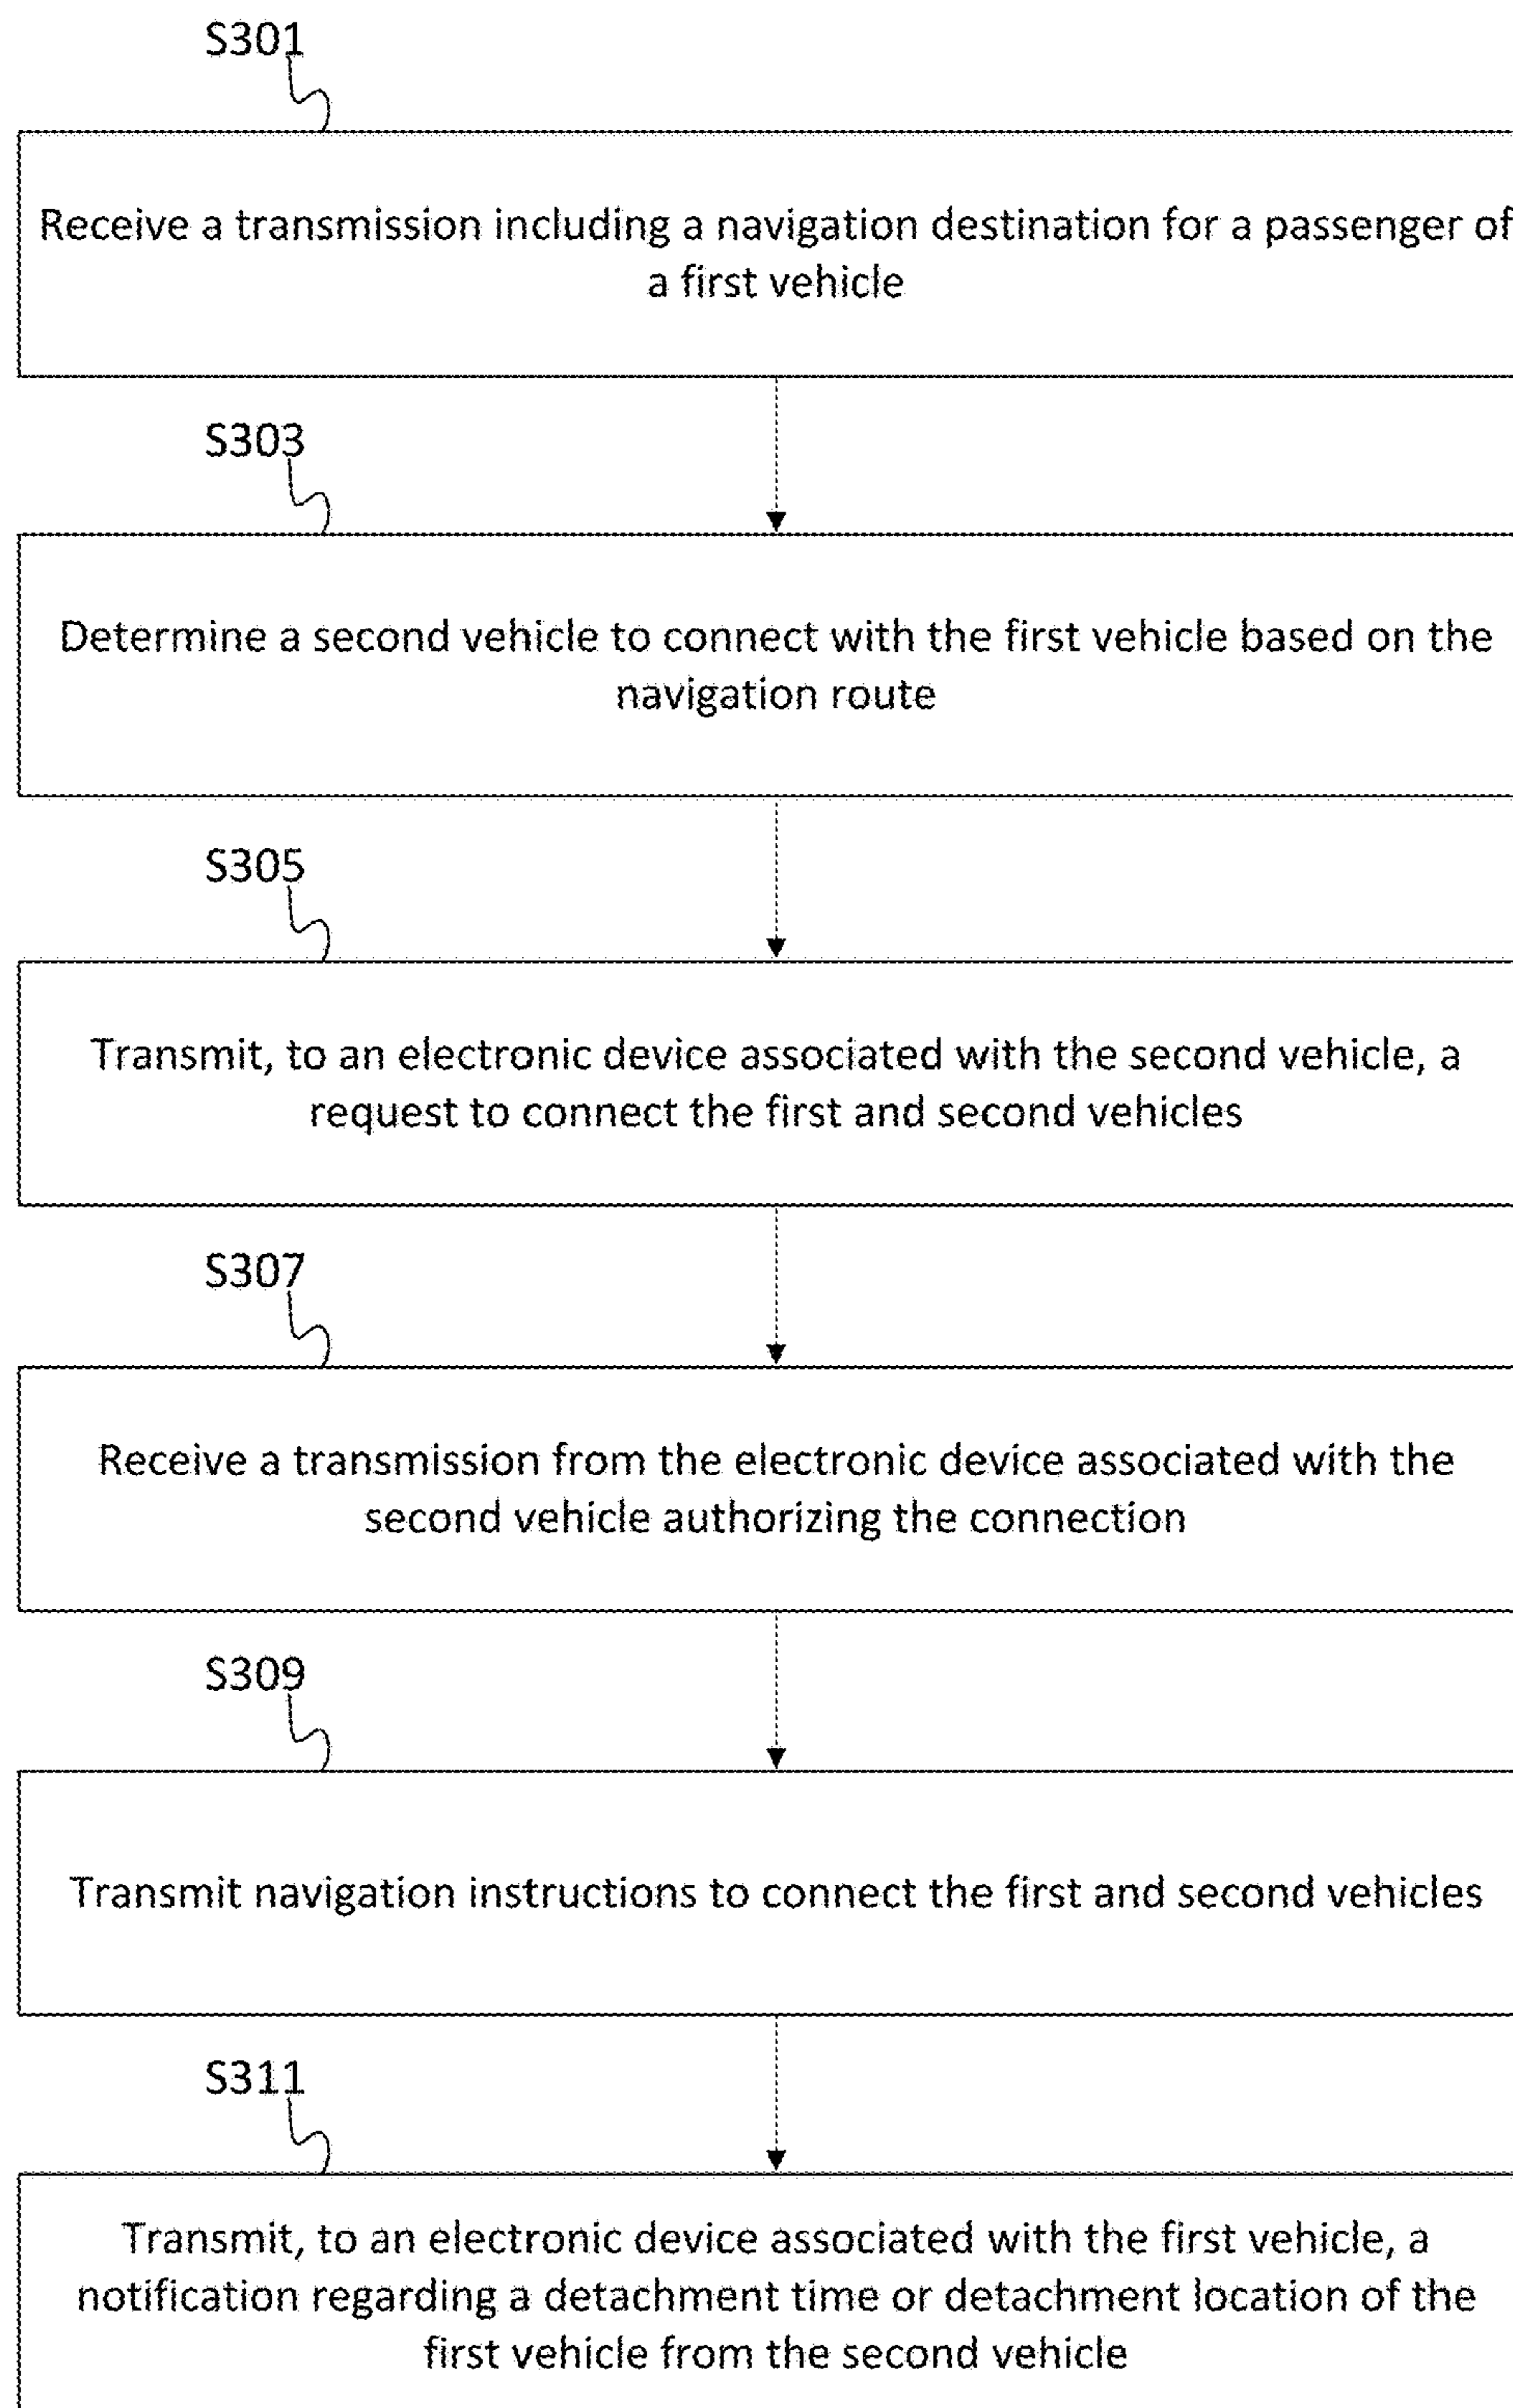 S301
Receive a transmission including a navigation destination for a passenger of
a first vehicle
S303
Determine a second vehicle to connect with the first vehicle based on the
navigation route
S305
Transmit, to an electronic device associated with the second vehicle, a
request to connect the first and second vehicles
S307
Receive a transmission from the electronic device associated with the
second vehicle authorizing the connection
S309
Transmit navigation instructions to connect the first and second vehicles
S311
Transmit, to an electronic device associated with the first vehicle, a
notification regarding a detachment time or detachment location of the
first vehicle from the second vehicle